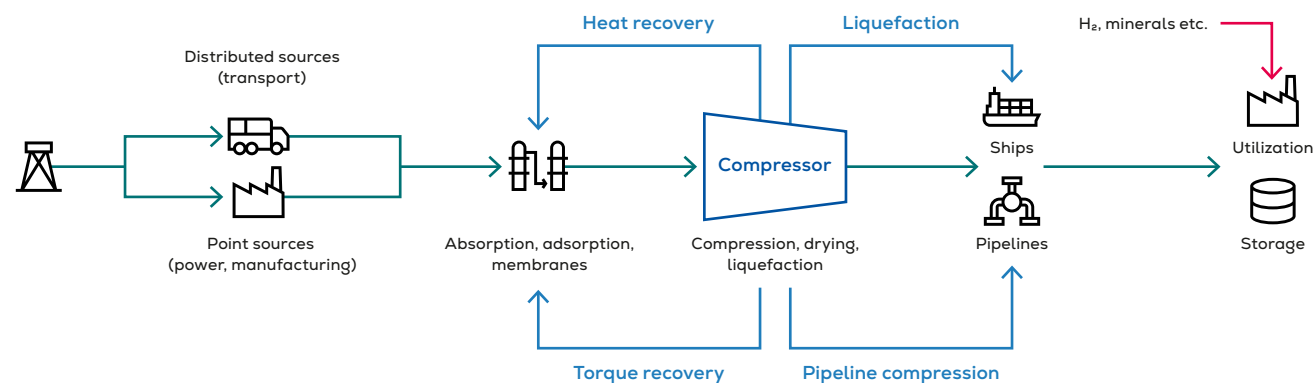 Heat recovery
Liquefaction
H₂, minerals etc.
Distributed sources
(transport)
Compressor
Ships
Utilization
Point sources
(power, manufacturing)
Absorption, adsorption,
membranes
Compression, drying,
liquefaction
Pipelines
Storage
Torque recovery
Pipeline compression